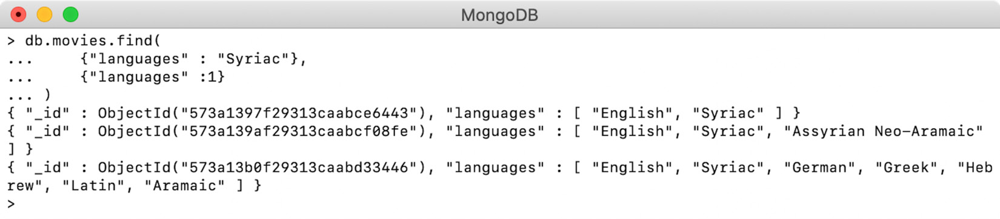 MongoDB
> db.movies.find(
...     {"languages" : "Syriac"},
...     {"languages" :1}
... )
{ "_id" : ObjectId("573a1397f29313caabce6443"), "languages" : [ "English", "Syriac" ] }
{ "_id" : ObjectId("573a139af29313caabcf08fe"), "languages" : [ "English", "Syriac", "Assyrian Neo-Aramaic"
] }
{ "_id" : ObjectId("573a13b0f29313caabd33446"), "languages" : [ "English", "Syriac", "German", "Greek", "Heb
rew", "Latin", "Aramaic" ] }
>